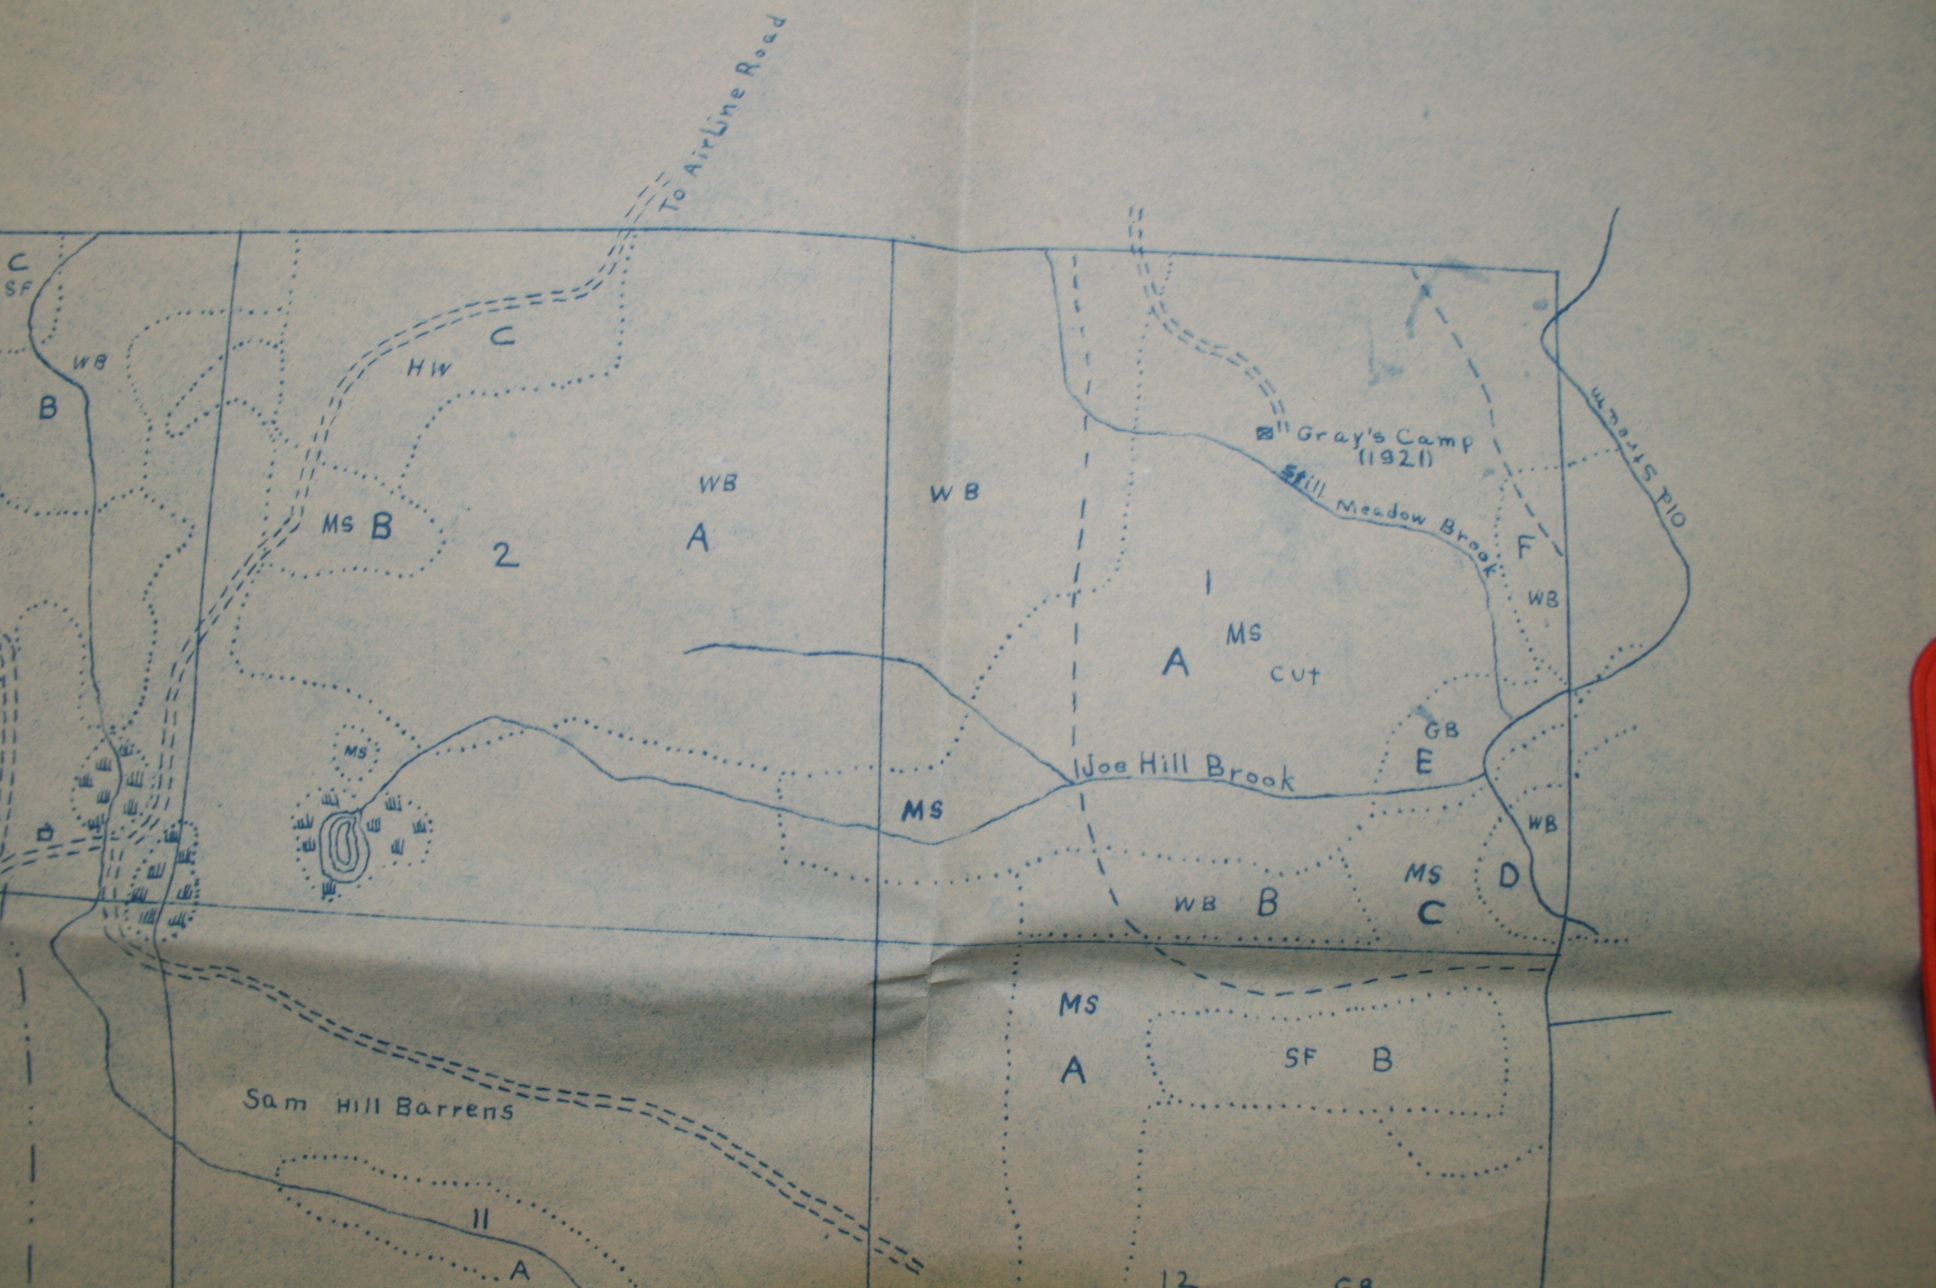 To AirLine Road
C
SF
WB
B
C
HW
MS B
2
WB
A
WB
Gray's Camp
(1921)
Still Meadow Brook
Old Stream
F
WB
1
MS
A
CUT
GB
E
MS
Joe Hill Brook
MS
WB
D
MS
C
WB B
MS
A
SF B
Sam Hill Barrens
11
A
12
GB